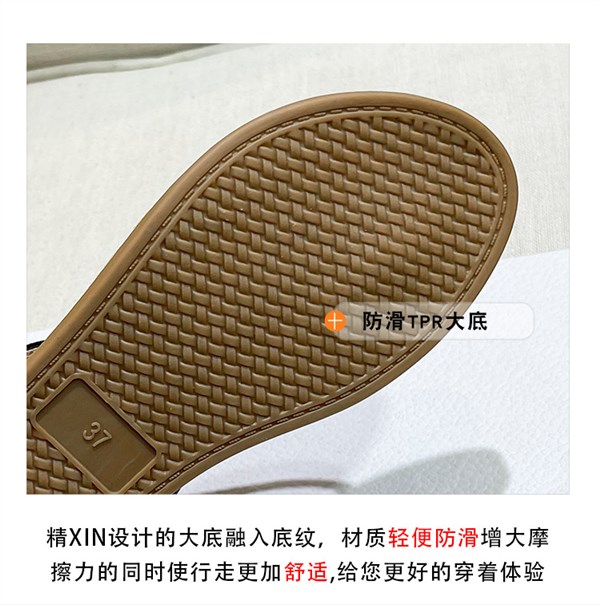 防滑TPR大底
37
精XIN设计的大底融入底纹，材质轻便防滑增大摩
擦力的同时使行走更加舒适,给您更好的穿着体验